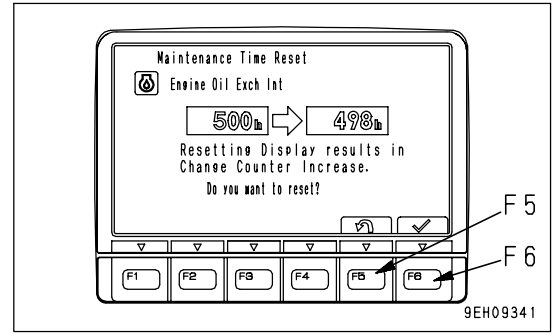 Maintenance Time Reset
Engine Oil Exch Int
500h 498h
Resetting Display results in
Change Counter Increase.
Do you want to reset?
F5
F6
F1 F2 F3 F4 F5 F6
9EH09341